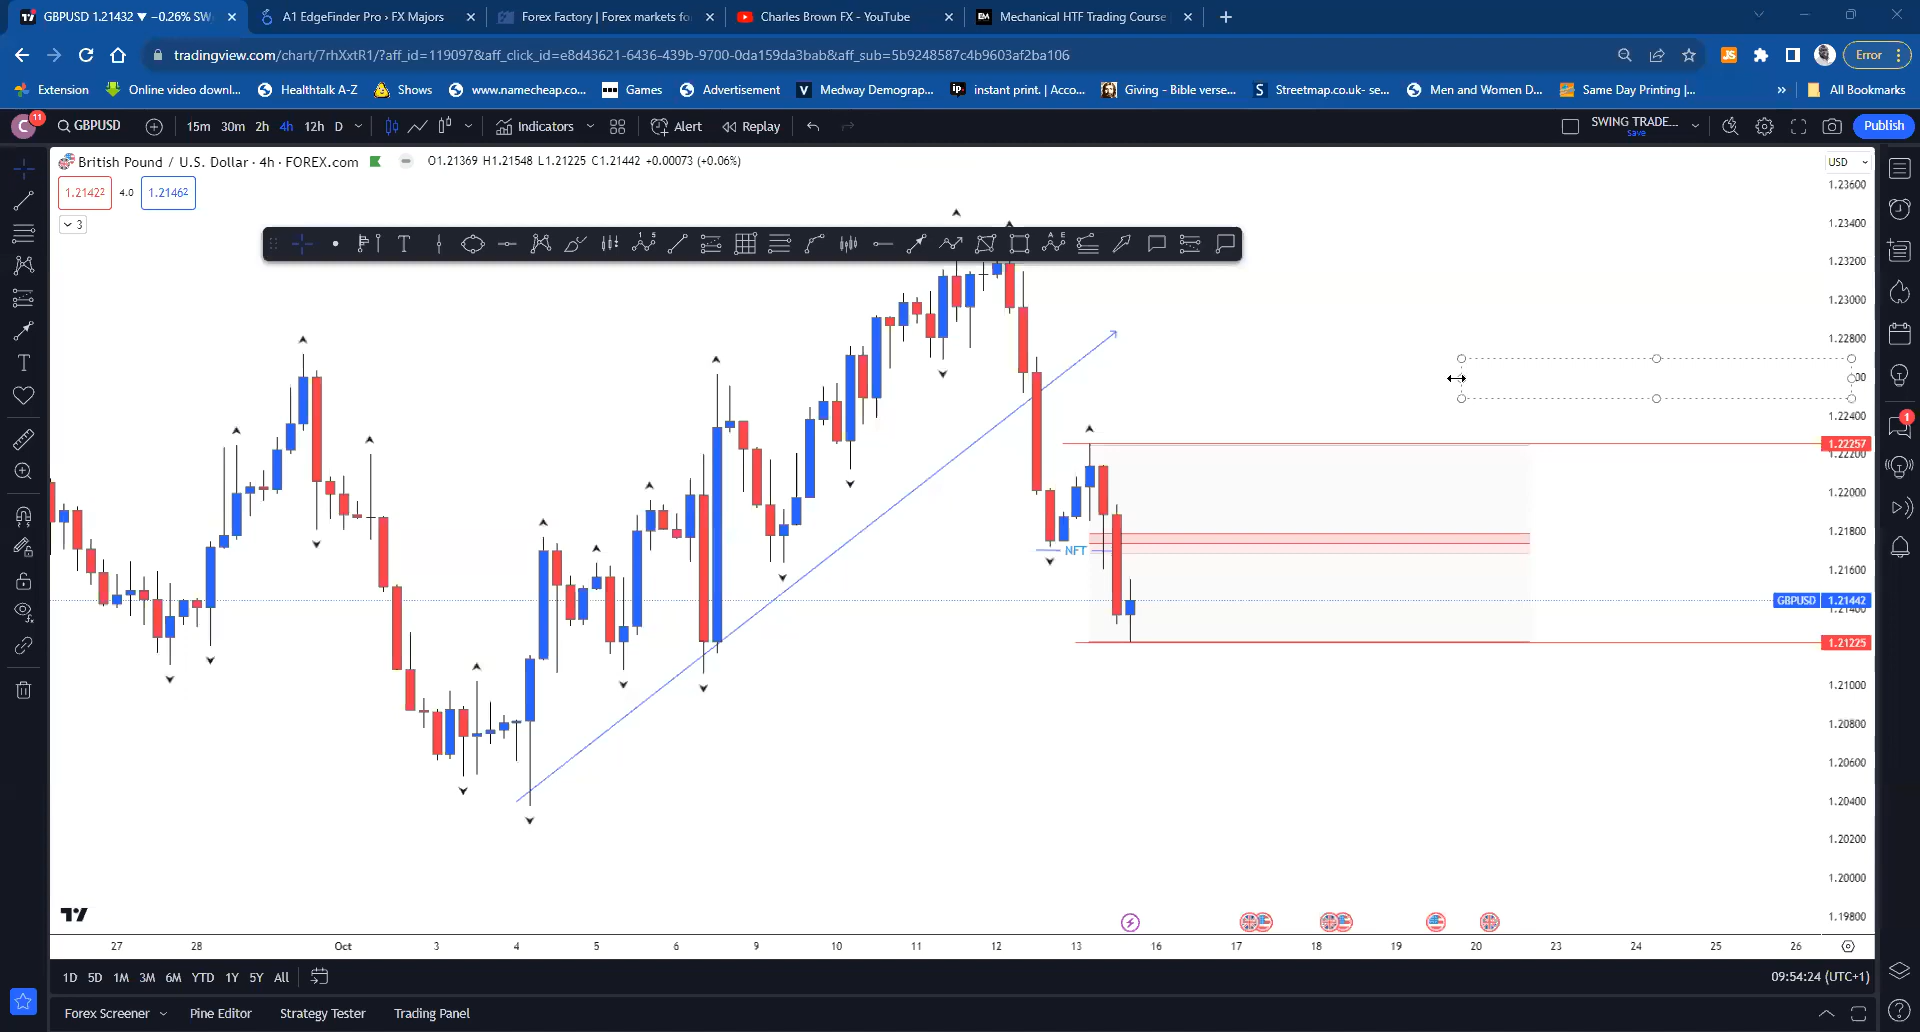 GBPUSD 1.21432 ▼ −0.26% SW
A1 EdgeFinder Pro › FX Majors
Forex Factory | Forex markets fo
Charles Brown FX - YouTube
Mechanical HTF Trading Course
tradingview.com/chart/7rhXxtR1/?aff_id=119097&aff_click_id=e8d43621-6436-439b-9700-0da159da3bab&aff_sub=5b9248587c4b9603af2ba106
Error
Extension
Online video downl...
Healthtalk A-Z
Shows
www.namecheap.co...
Games
Advertisement
Medway Demograp...
instant print. | Acco...
Giving - Bible verse...
Streetmap.co.uk- se...
Men and Women D...
Same Day Printing |...
»
All Bookmarks
C 11
GBPUSD
15m 30m 2h 4h 12h D
Indicators
Alert
Replay
SWING TRADE...
Save
Publish
British Pound / U.S. Dollar · 4h · FOREX.com
O1.21369 H1.21548 L1.21225 C1.21442 +0.00073 (+0.06%)
USD
1.21422 4.0 1.21462
3
1.23600
1.23400
1.23200
1.23000
1.22800
1.22400
1.22257
1.22200
1.22000
1.21800
NFT
1.21600
GBPUSD 1.21442
1.21400
1.21225
1.21000
1.20800
1.20600
1.20400
1.20200
1.20000
1.19800
27 28 Oct 3 4 5 6 9 10 11 12 13 16 17 18 19 20 23 24 25 26
1D 5D 1M 3M 6M YTD 1Y 5Y All
09:54:24 (UTC+1)
Forex Screener
Pine Editor
Strategy Tester
Trading Panel
1